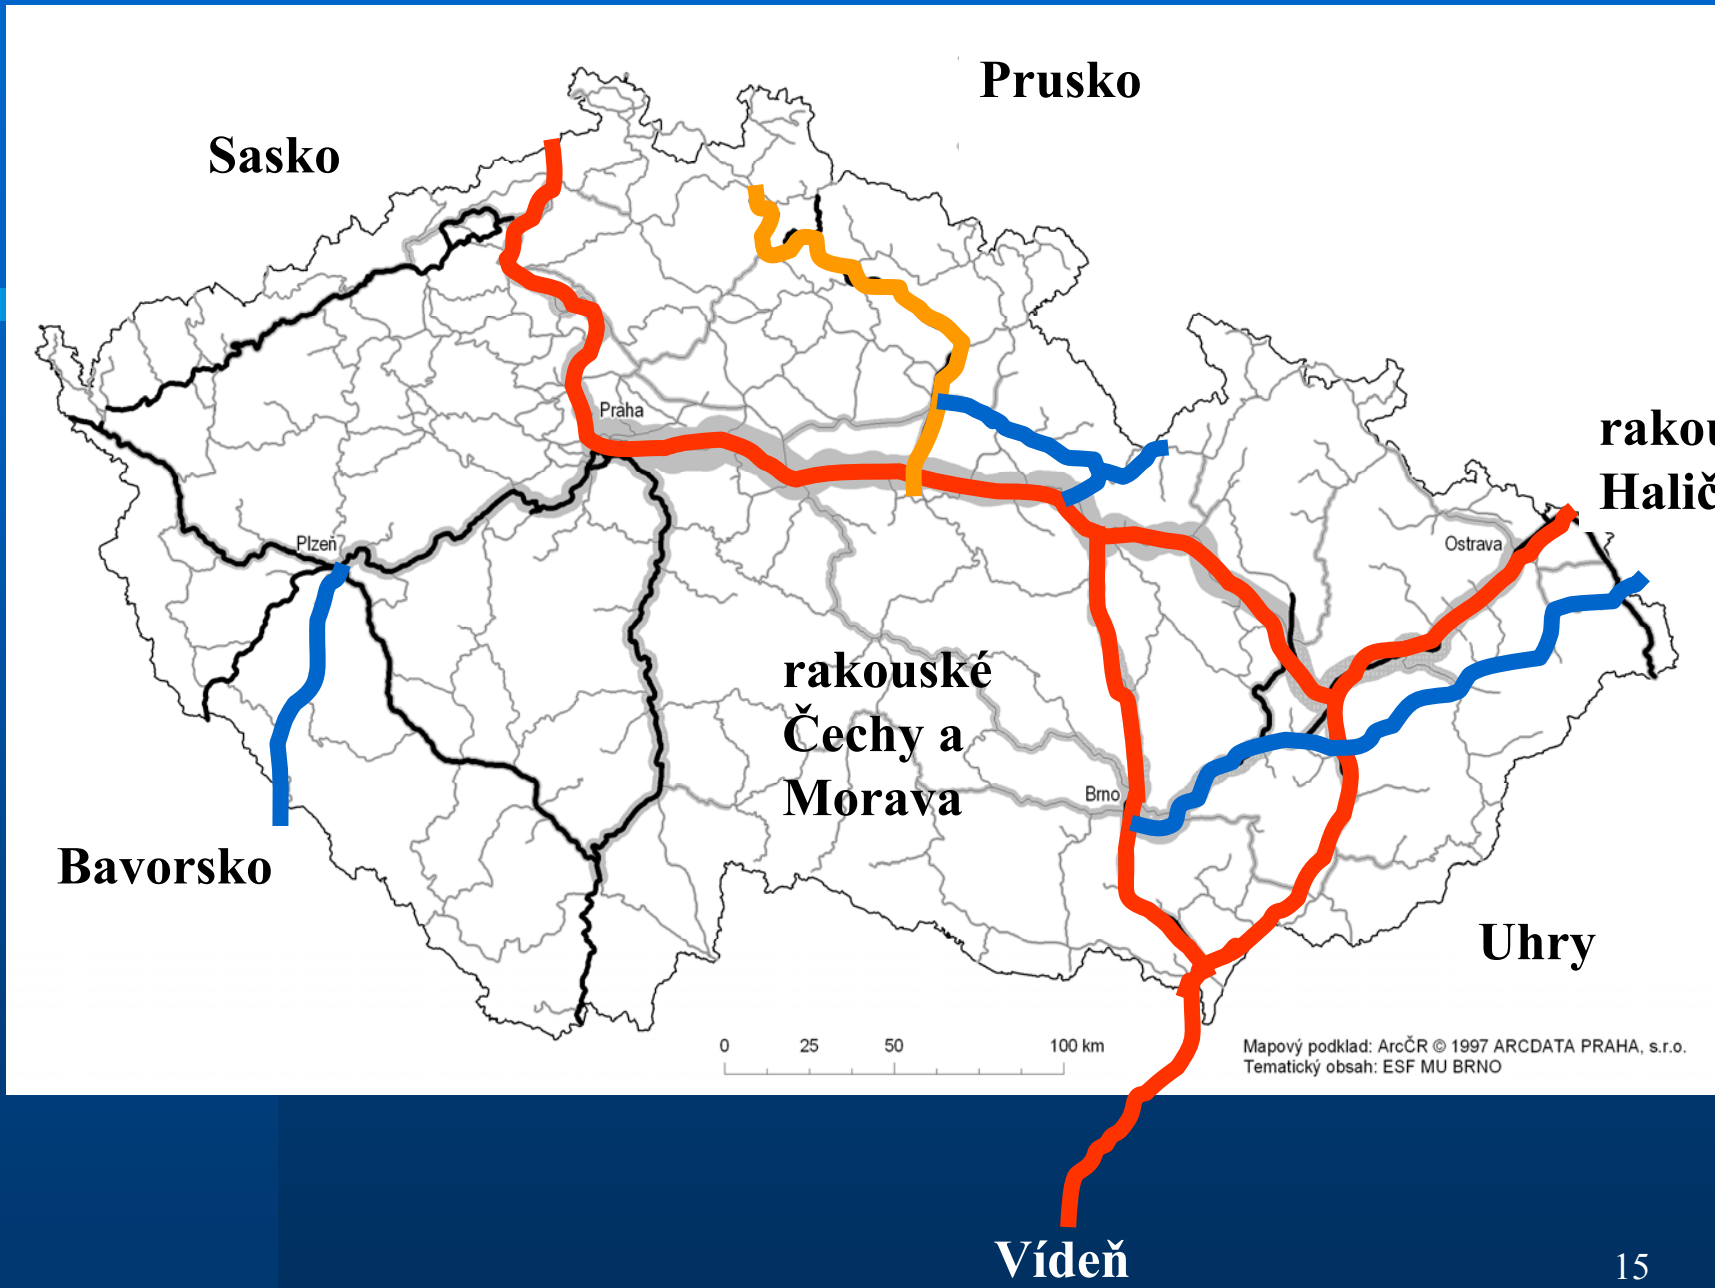 Prusko
Sasko
Praha
rakou
Halič
Plzeň
Ostrava
rakouské
Čechy a
Morava
Brno
Bavorsko
Uhry
0 25 50 100 km
Mapový podklad: ArcČR © 1997 ARCDATA PRAHA, s.r.o.
Tematický obsah: ESF MU BRNO
Vídeň
15